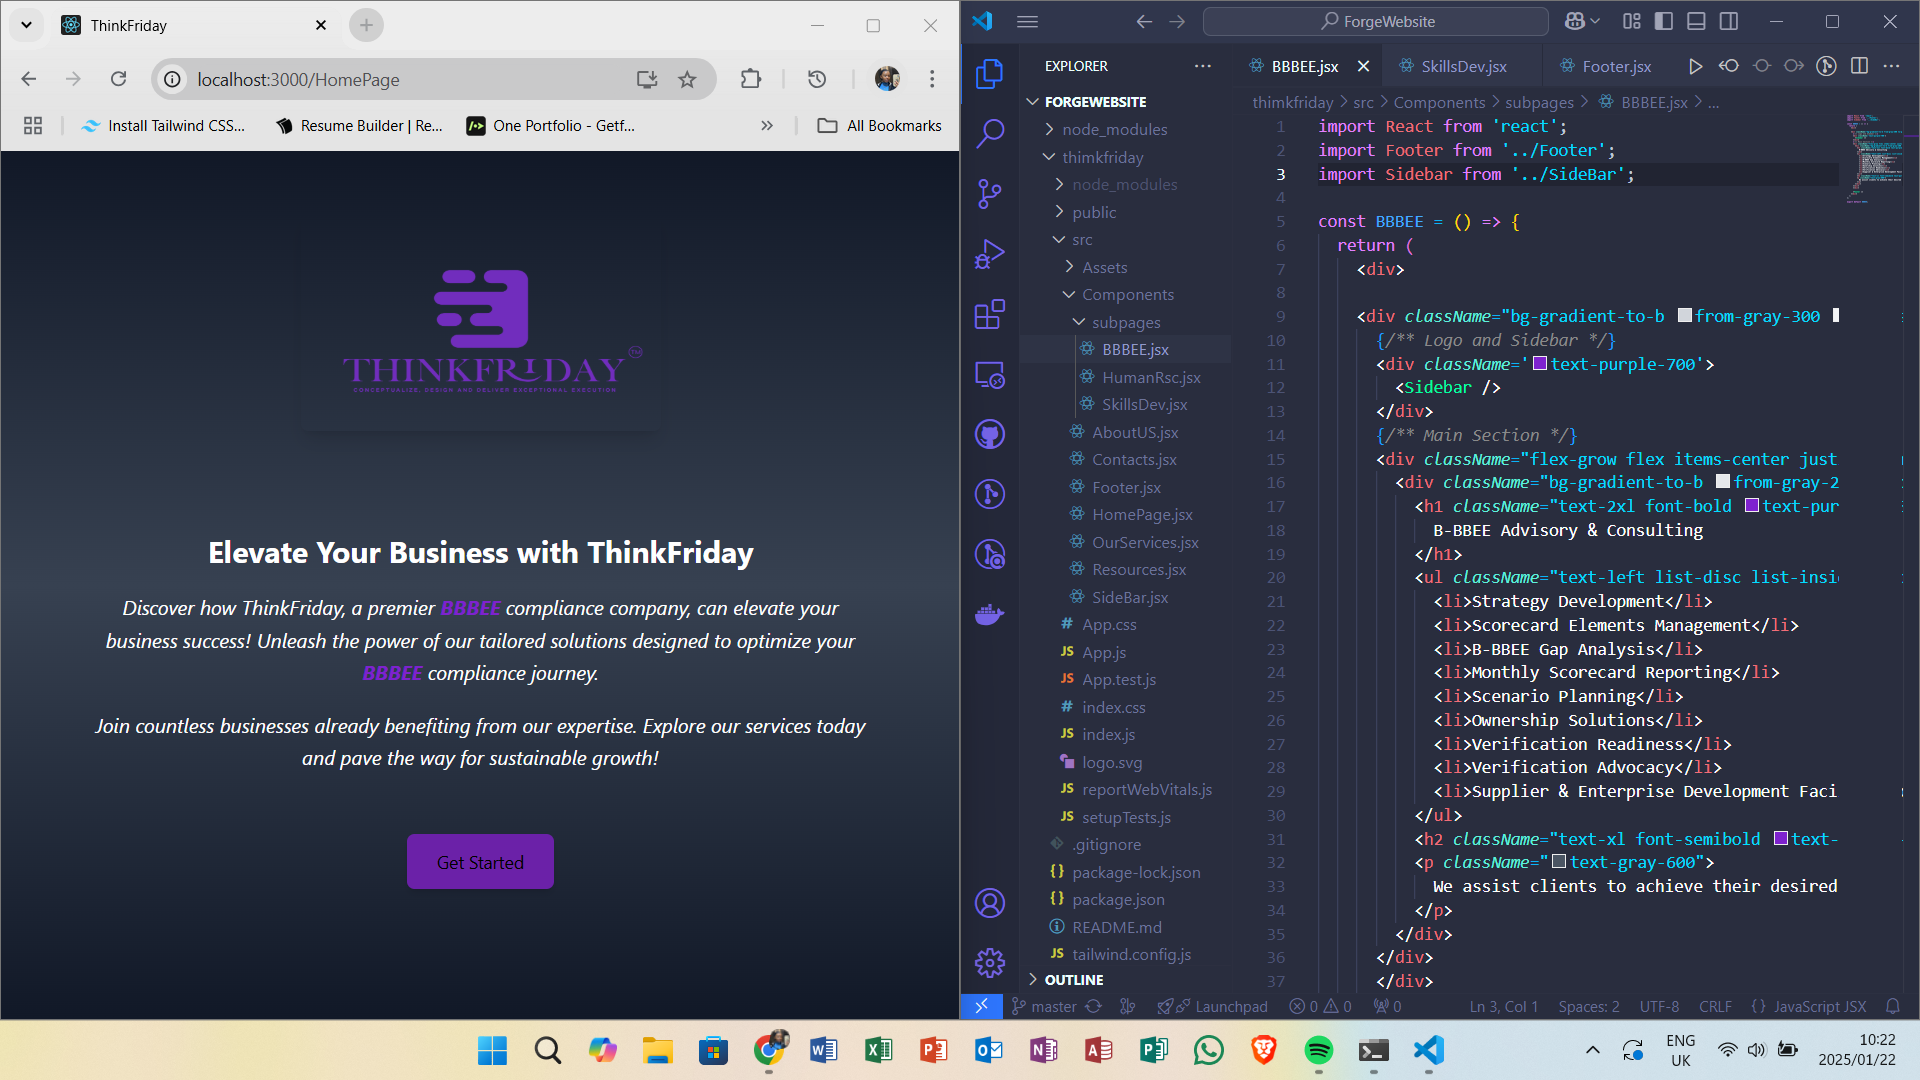 ThinkFriday
localhost:3000/HomePage
Install Tailwind CSS...
Resume Builder | Re...
One Portfolio - Getf...
All Bookmarks
THINKFRIDAY
TM
CONCEPTUALIZE, DESIGN AND DELIVER EXCEPTIONAL EXECUTION
Elevate Your Business with ThinkFriday
Discover how ThinkFriday, a premier BBBEE compliance company, can elevate your
business success! Unleash the power of our tailored solutions designed to optimize your
BBBEE compliance journey.
Join countless businesses already benefiting from our expertise. Explore our services today
and pave the way for sustainable growth!
Get Started
ForgeWebsite
EXPLORER
FORGEWEBSITE
node_modules
thimkfriday
node_modules
public
src
Assets
Components
subpages
BBBEE.jsx
HumanRsc.jsx
SkillsDev.jsx
AboutUS.jsx
Contacts.jsx
Footer.jsx
HomePage.jsx
OurServices.jsx
Resources.jsx
SideBar.jsx
# App.css
JS App.js
JS App.test.js
# index.css
JS index.js
logo.svg
JS reportWebVitals.js
JS setupTests.js
.gitignore
{} package-lock.json
{} package.json
README.md
JS tailwind.config.js
OUTLINE
BBBEE.jsx
SkillsDev.jsx
Footer.jsx
thimkfriday > src > Components > subpages > BBBEE.jsx > ...
1 import React from 'react';
2 import Footer from '../Footer';
3 import Sidebar from '../SideBar';
4
5 const BBBEE = () => {
6 return (
7 <div>
8
9 <div className="bg-gradient-to-b from-gray-300
10 {/** Logo and Sidebar */}
11 <div className='text-purple-700'>
12 <Sidebar />
13 </div>
14 {/** Main Section */}
15 <div className="flex-grow flex items-center just
16 <div className="bg-gradient-to-b from-gray-2
17 <h1 className="text-2xl font-bold text-pur
18 B-BBEE Advisory & Consulting
19 </h1>
20 <ul className="text-left list-disc list-insi
21 <li>Strategy Development</li>
22 <li>Scorecard Elements Management</li>
23 <li>B-BBEE Gap Analysis</li>
24 <li>Monthly Scorecard Reporting</li>
25 <li>Scenario Planning</li>
26 <li>Ownership Solutions</li>
27 <li>Verification Readiness</li>
28 <li>Verification Advocacy</li>
29 <li>Supplier & Enterprise Development Faci
30 </ul>
31 <h2 className="text-xl font-semibold text-
32 <p className="text-gray-600">
33 We assist clients to achieve their desired
34 </p>
35 </div>
36 </div>
37 </div>
master
Launchpad
0
0
0
Ln 3, Col 1
Spaces: 2
UTF-8
CRLF
{} JavaScript JSX
ENG
UK
10:22
2025/01/22